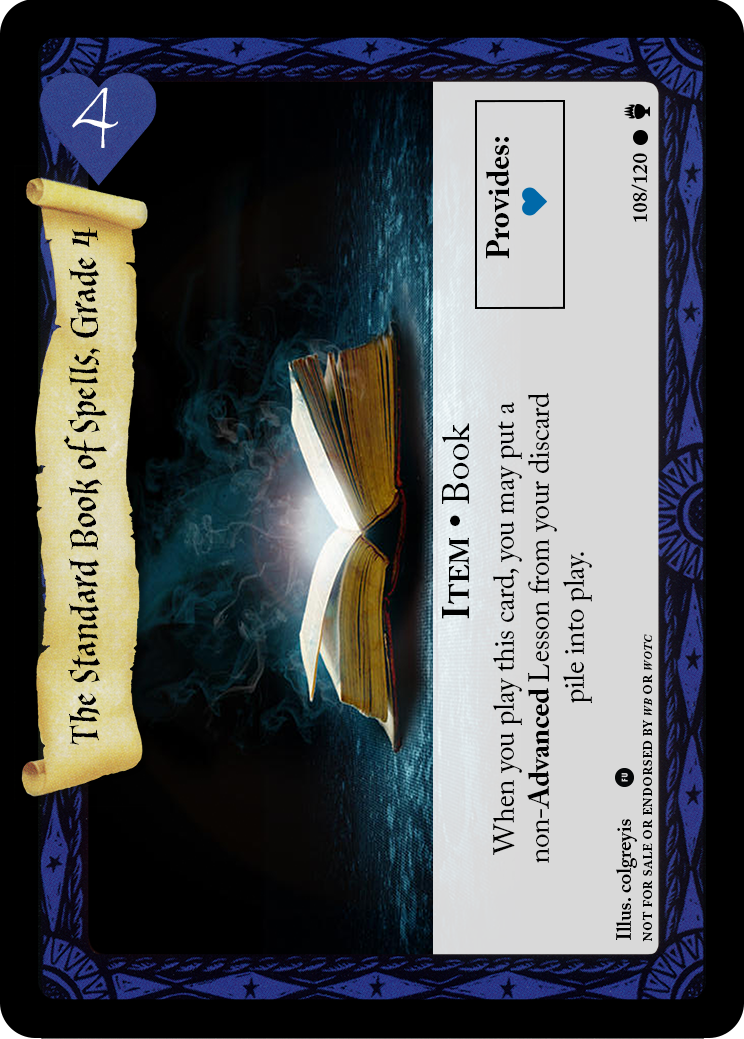 4
The Standard Book of Spells, Grade 4
ITEM • Book
When you play this card, you may put a
non-Advanced Lesson from your discard
pile into play.
Provides:
Illus. colgreyis
FU
NOT FOR SALE OR ENDORSED BY WB OR WOTC
108/120